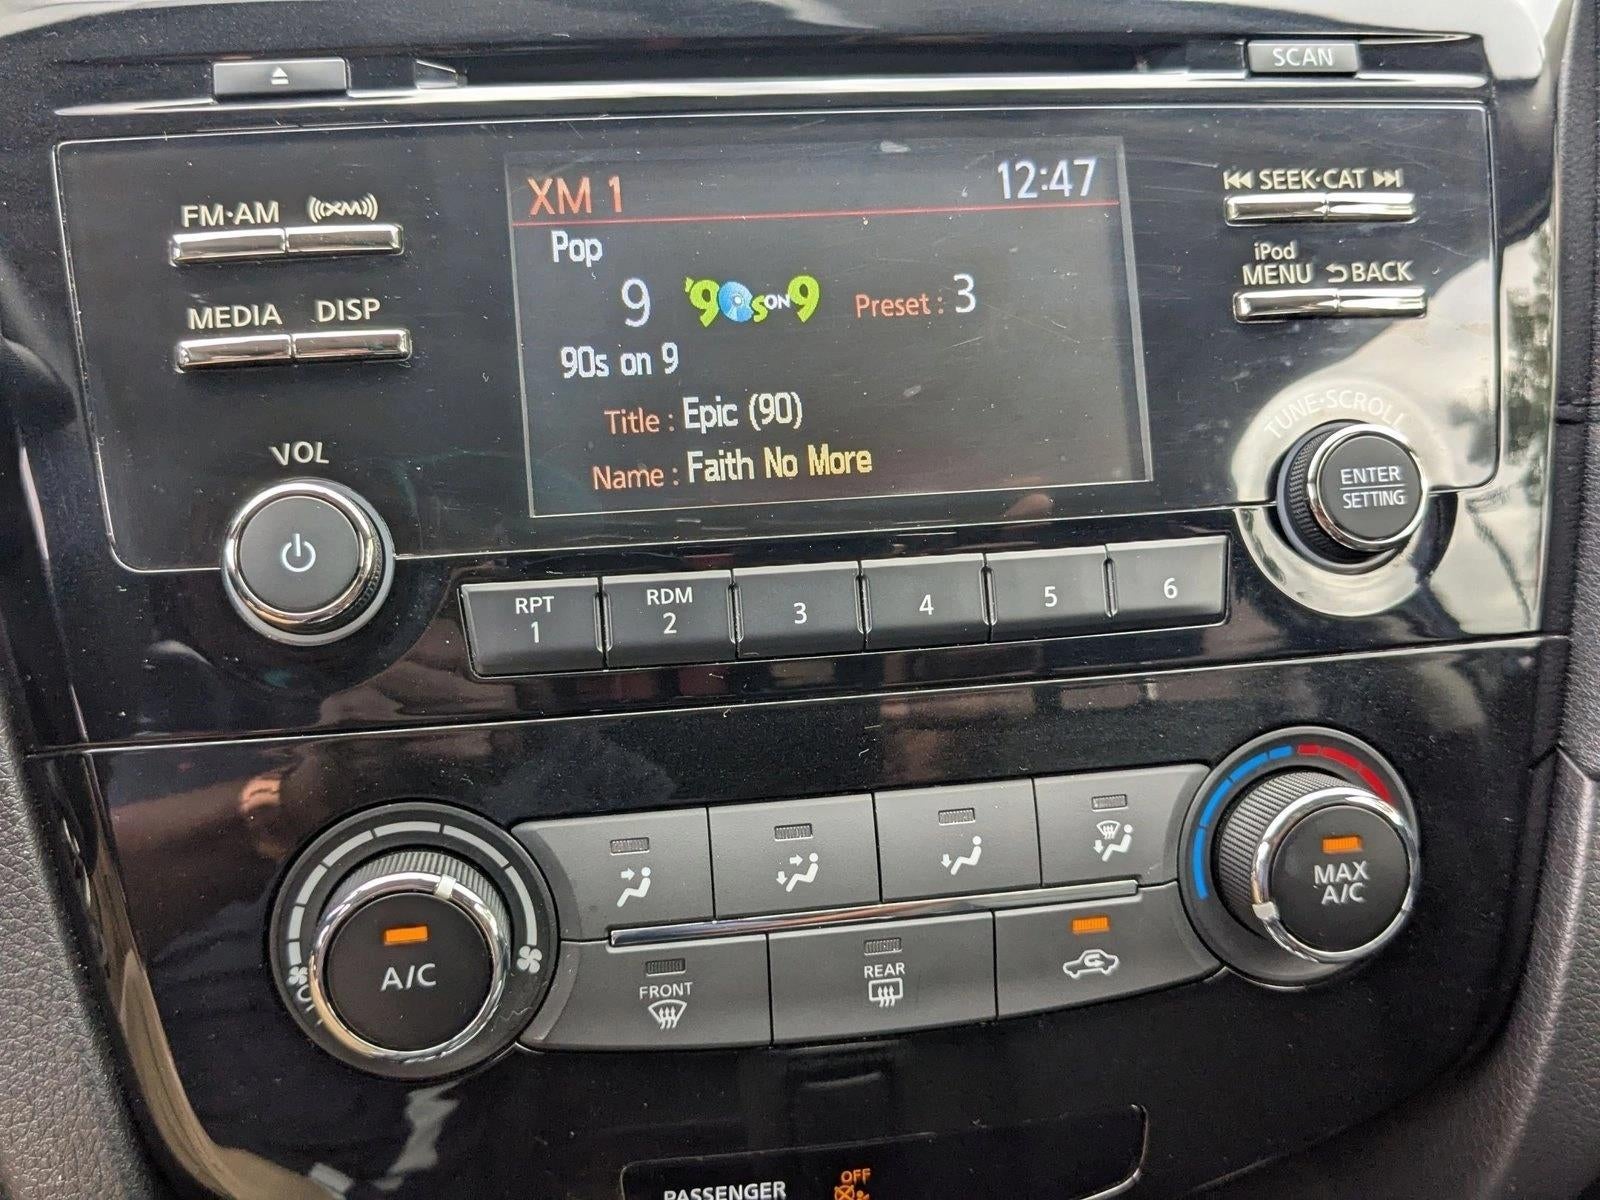 SCAN
XM 1 12:47
FM·AM ((XM)) SEEK·CAT
Pop
9 '90s ON 9 Preset : 3
iPod
MENU BACK
MEDIA DISP
90s on 9
Title : Epic (90)
Name : Faith No More
TUNE·SCROLL
VOL
ENTER
SETTING
RPT
1
RDM
2
3
4
5
6
MAX
A/C
A/C
OFF
FRONT
REAR
PASSENGER
OFF